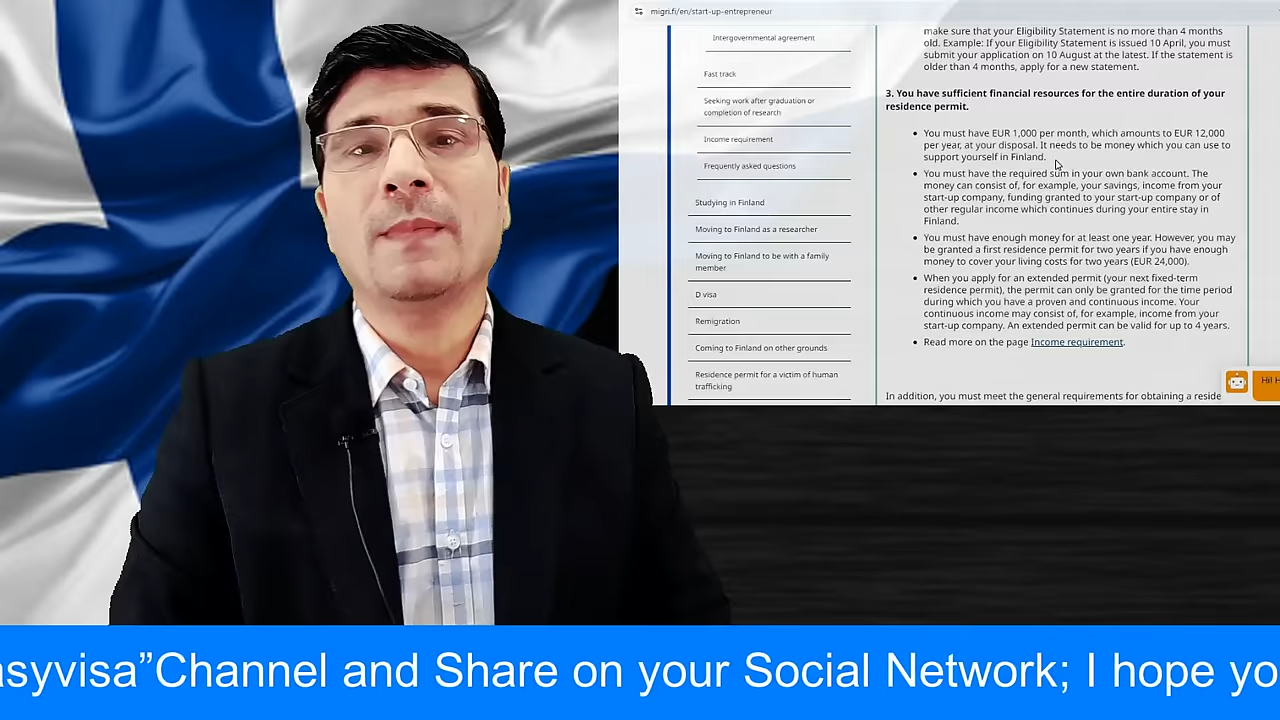 migri.fi/en/start-up-entrepreneur
Intergovernmental agreement
Fast track
Seeking work after graduation or
completion of research
Income requirement
Frequently asked questions
Studying in Finland
Moving to Finland as a researcher
Moving to Finland to be with a family
member
D visa
Remigration
Coming to Finland on other grounds
Residence permit for a victim of human
trafficking
make sure that your Eligibility Statement is no more than 4 months
old. Example: If your Eligibility Statement is issued 10 April, you must
submit your application on 10 August at the latest. If the statement is
older than 4 months, apply for a new statement.
3. You have sufficient financial resources for the entire duration of your
residence permit.
You must have EUR 1,000 per month, which amounts to EUR 12,000
per year, at your disposal. It needs to be money which you can use to
support yourself in Finland.
You must have the required sum in your own bank account. The
money can consist of, for example, your savings, income from your
start-up company, funding granted to your start-up company or of
other regular income which continues during your entire stay in
Finland.
You must have enough money for at least one year. However, you may
be granted a first residence permit for two years if you have enough
money to cover your living costs for two years (EUR 24,000).
When you apply for an extended permit (your next fixed-term
residence permit), the permit can only be granted for the time period
during which you have a proven and continuous income. Your
continuous income may consist of, for example, income from your
start-up company. An extended permit can be valid for up to 4 years.
Read more on the page Income requirement.
In addition, you must meet the general requirements for obtaining a reside
Hi! H
asyvisa”Channel and Share on your Social Network; I hope yo